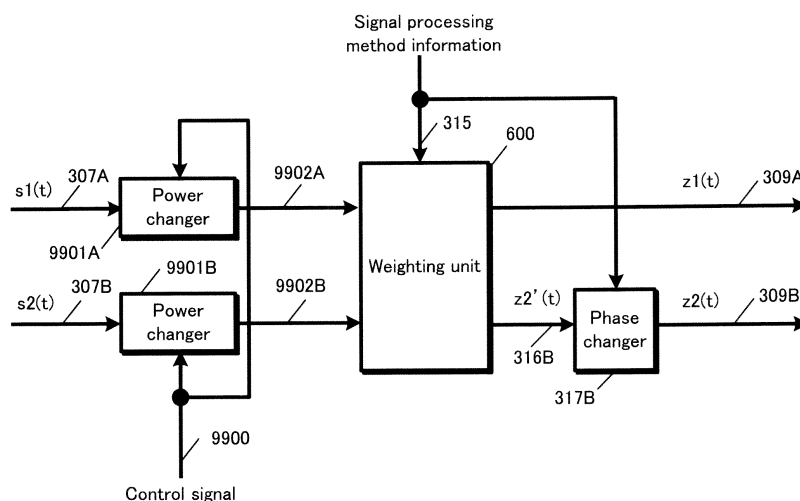 Signal processing
method information
315
600
s1(t)
307A
Power
changer
9902A
z1(t)
309A
9901A
9901B
Weighting unit
s2(t)
307B
Power
changer
9902B
z2'(t)
316B
Phase
changer
z2(t)
309B
317B
9900
Control signal